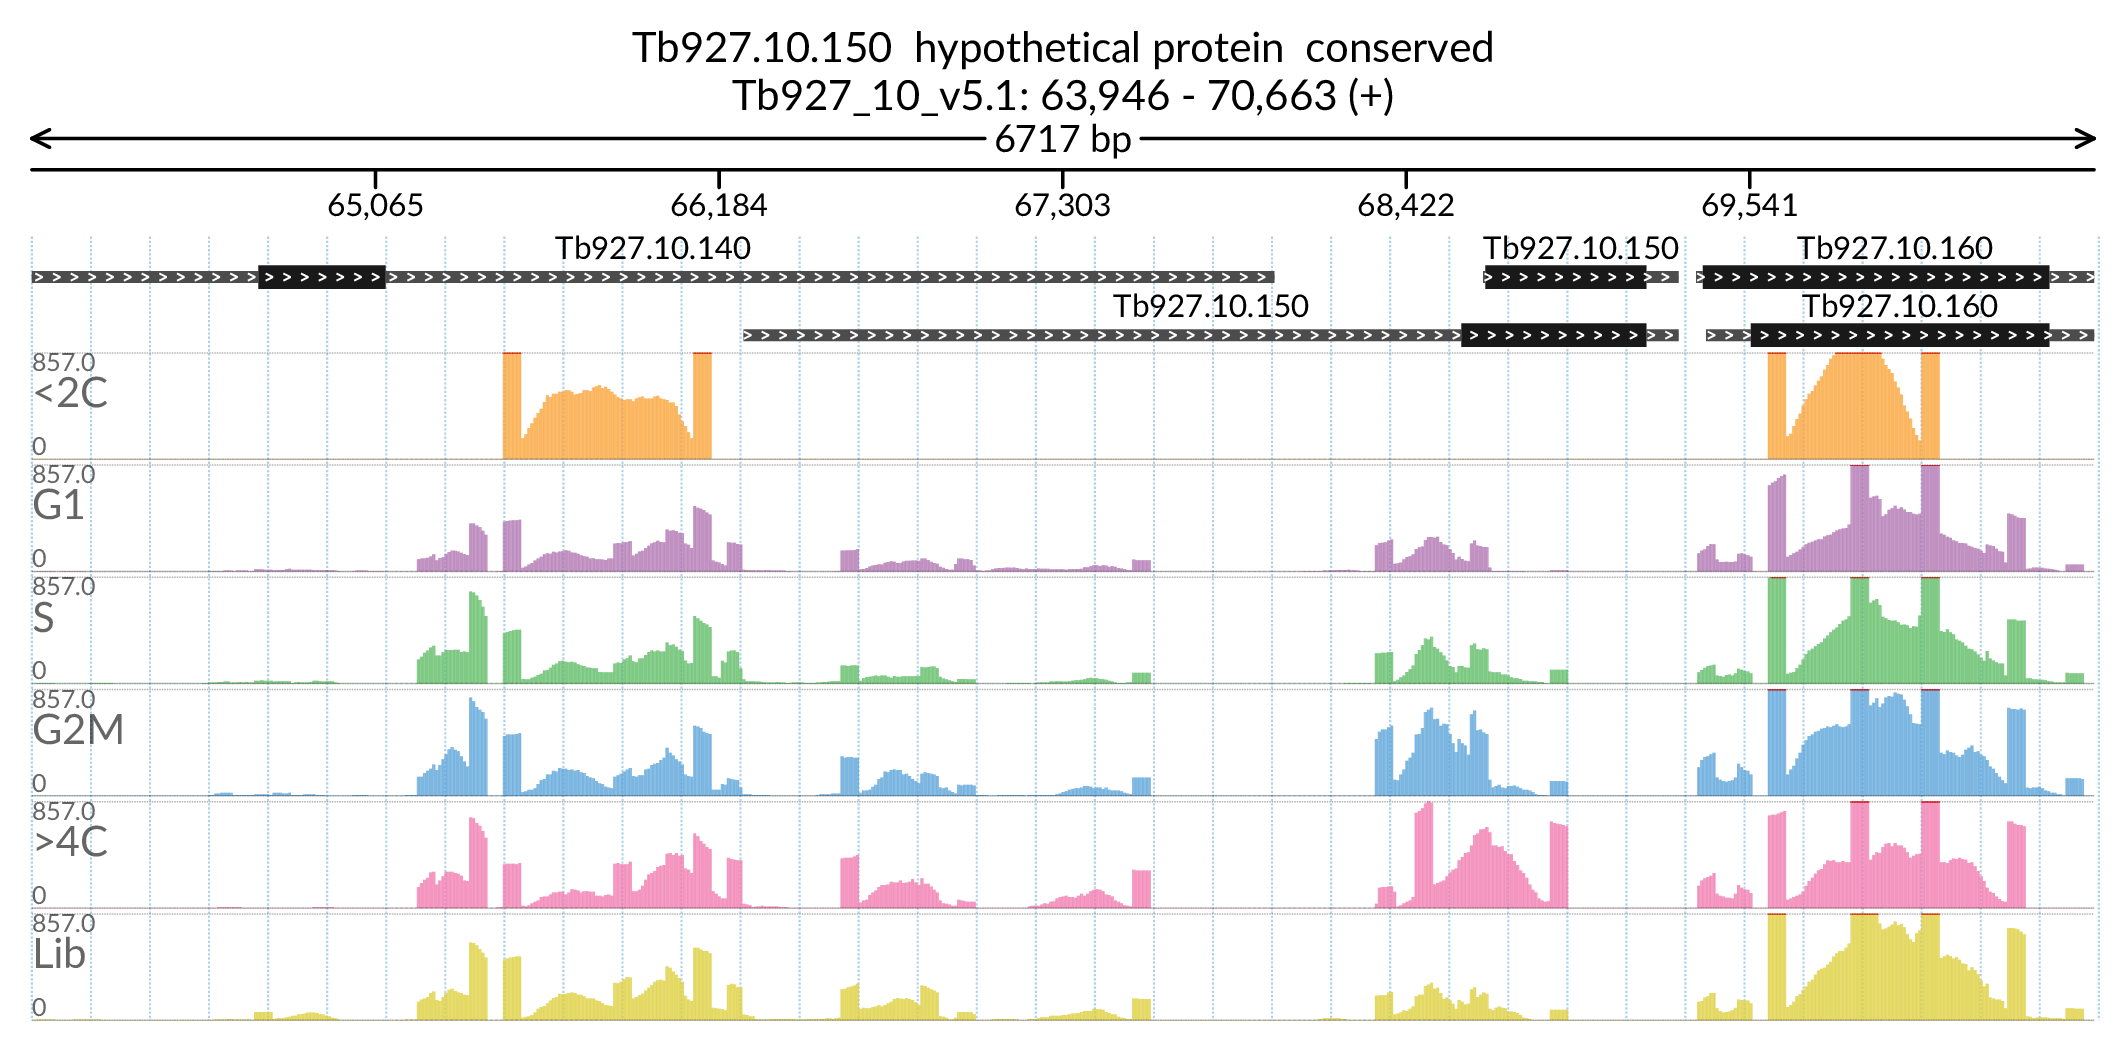 Tb927.10.150  hypothetical protein  conserved
Tb927_10_v5.1: 63,946 - 70,663 (+)
6717 bp
65,065 66,184 67,303 68,422 69,541
Tb927.10.140 Tb927.10.150 Tb927.10.160
Tb927.10.150 Tb927.10.160
857.0
<2C
0
857.0
G1
0
857.0
S
0
857.0
G2M
0
857.0
>4C
0
857.0
Lib
0